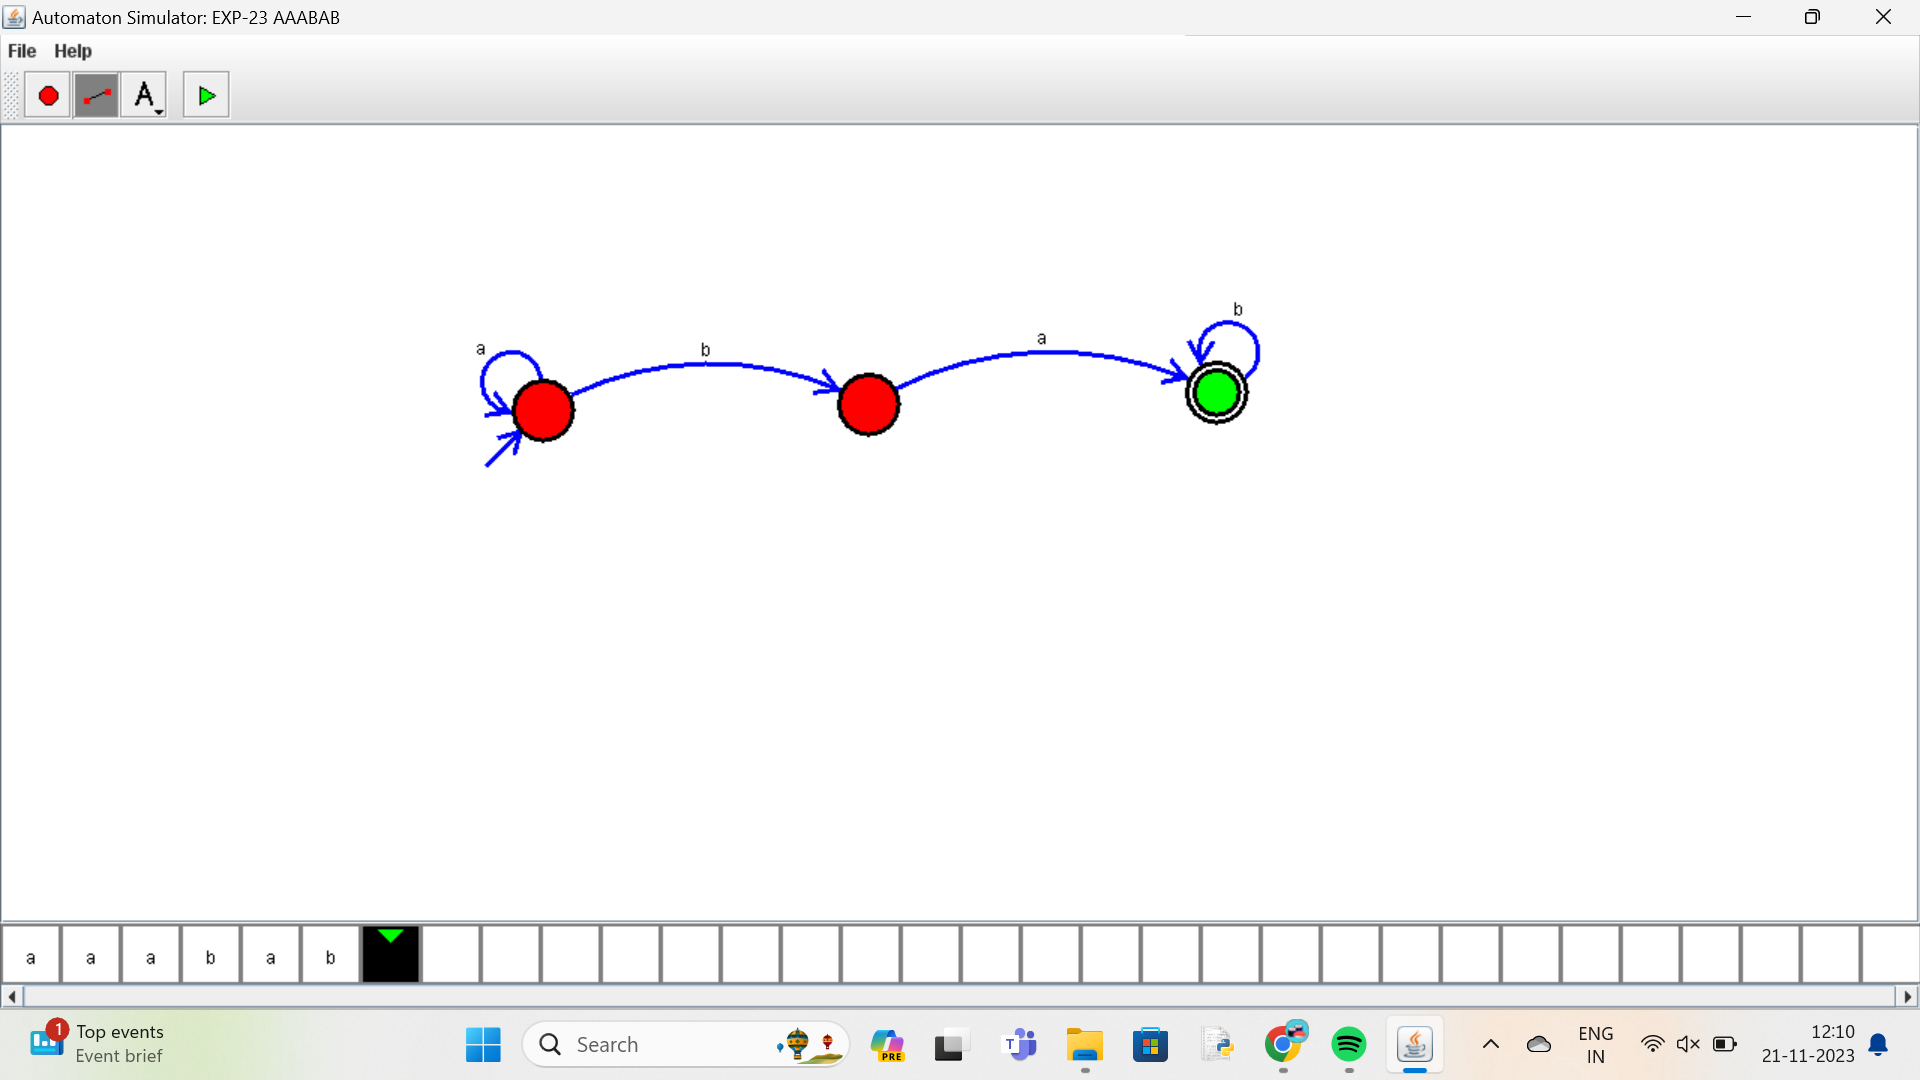 Automaton Simulator: EXP-23 AAABAB
File Help
A
b
a b a
a a a b a b
1 Top events
Event brief
Search
PRE
T
ENG
IN
12:10
21-11-2023